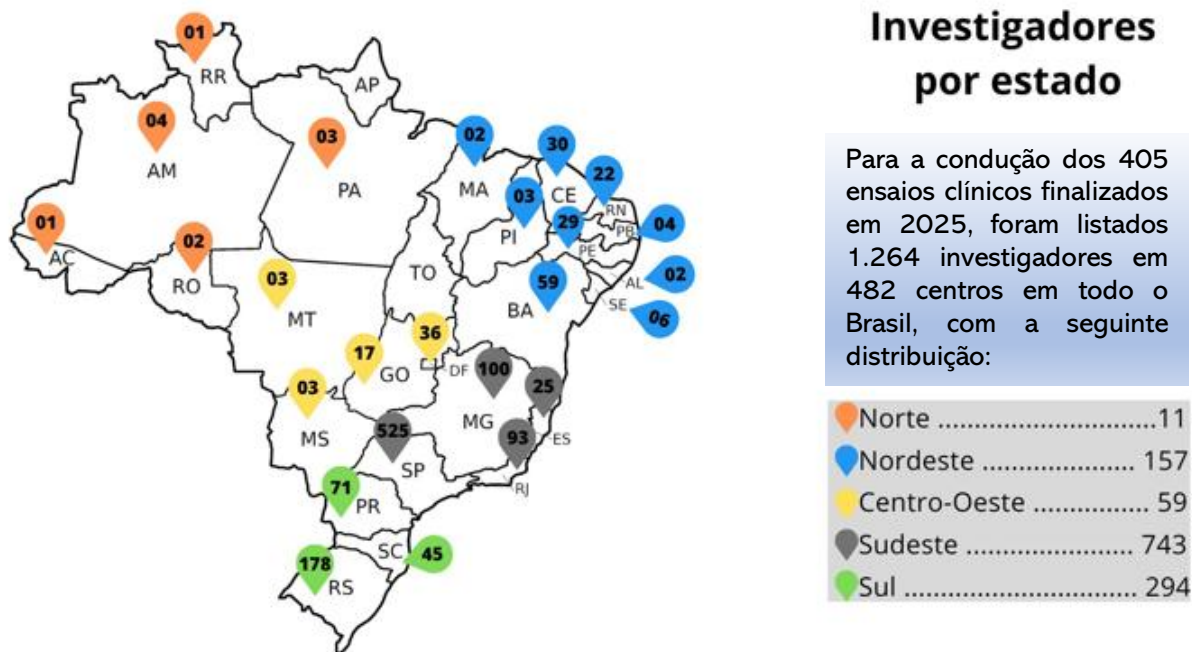 Investigadores
por estado
Para a condução dos 405
ensaios clínicos finalizados
em 2025, foram listados
1.264 investigadores em
482 centros em todo o
Brasil, com a seguinte
distribuição:
Norte ..............................11
Nordeste ..................... 157
Centro-Oeste ................ 59
Sudeste ....................... 743
Sul ................................. 294
01
RR
AP
04
AM
03
PA
02
MA
30
CE
22
RN
03
PI
29
PE
PB
04
AL
02
SE
06
01
AC
02
RO
TO
59
BA
03
MT
36
DF
17
GO
100
MG
25
ES
03
MS
525
SP
93
RJ
71
PR
SC
45
178
RS